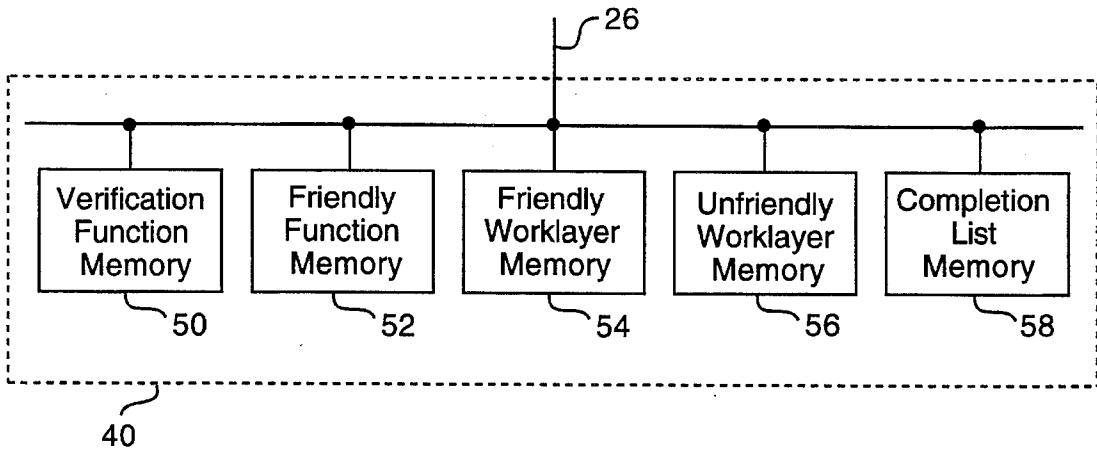 26
Verification
Function
Memory
Friendly
Function
Memory
Friendly
Worklayer
Memory
Unfriendly
Worklayer
Memory
Completion
List
Memory
50
52
54
56
58
40